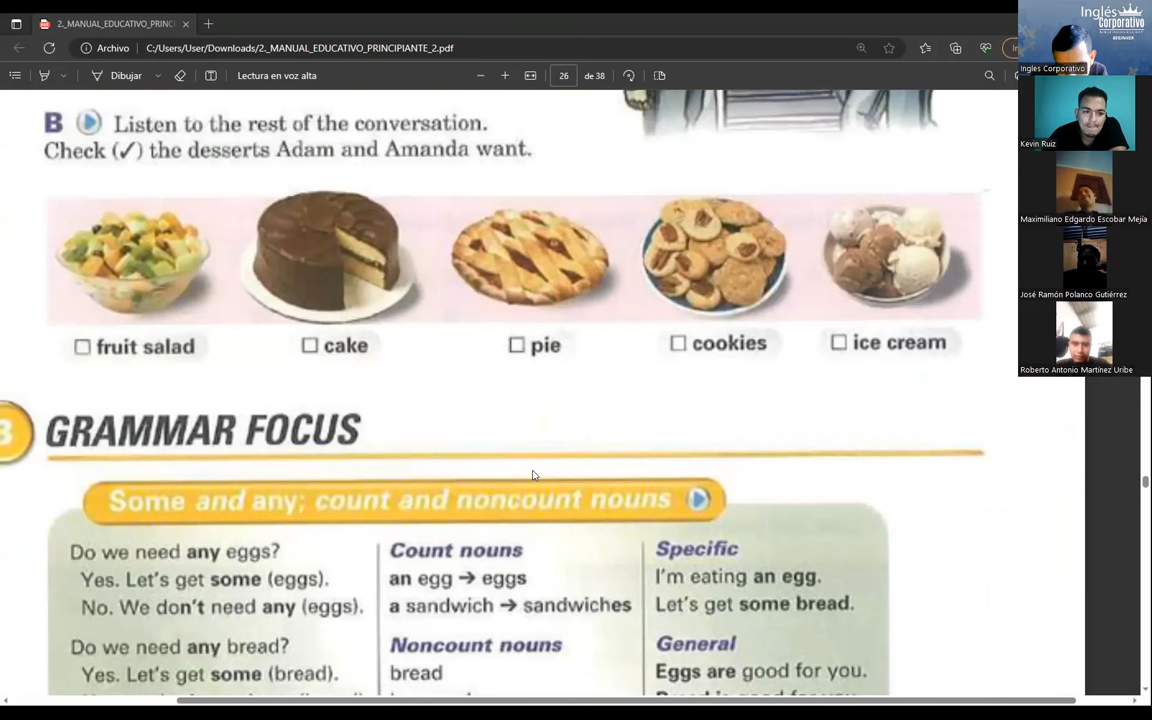 2._MANUAL_EDUCATIVO_PRINCI
Archivo
C:/Users/User/Downloads/2._MANUAL_EDUCATIVO_PRINCIPIANTE_2.pdf
Dibujar
Lectura en voz alta
26
de 38
Inglés
Corporativo
BEGINNER
Ingles Corporativo
Kevin Ruiz
Maximiliano Edgardo Escobar Mejía
José Ramón Polanco Gutiérrez
Roberto Antonio Martínez Uribe
B Listen to the rest of the conversation.
Check (✓) the desserts Adam and Amanda want.
fruit salad
cake
pie
cookies
ice cream
GRAMMAR FOCUS
Some and any; count and noncount nouns
Do we need any eggs?
Yes. Let's get some (eggs).
No. We don't need any (eggs).
Do we need any bread?
Yes. Let's get some (bread).
Count nouns
an egg → eggs
a sandwich → sandwiches
Noncount nouns
bread
Specific
I'm eating an egg.
Let's get some bread.
General
Eggs are good for you.